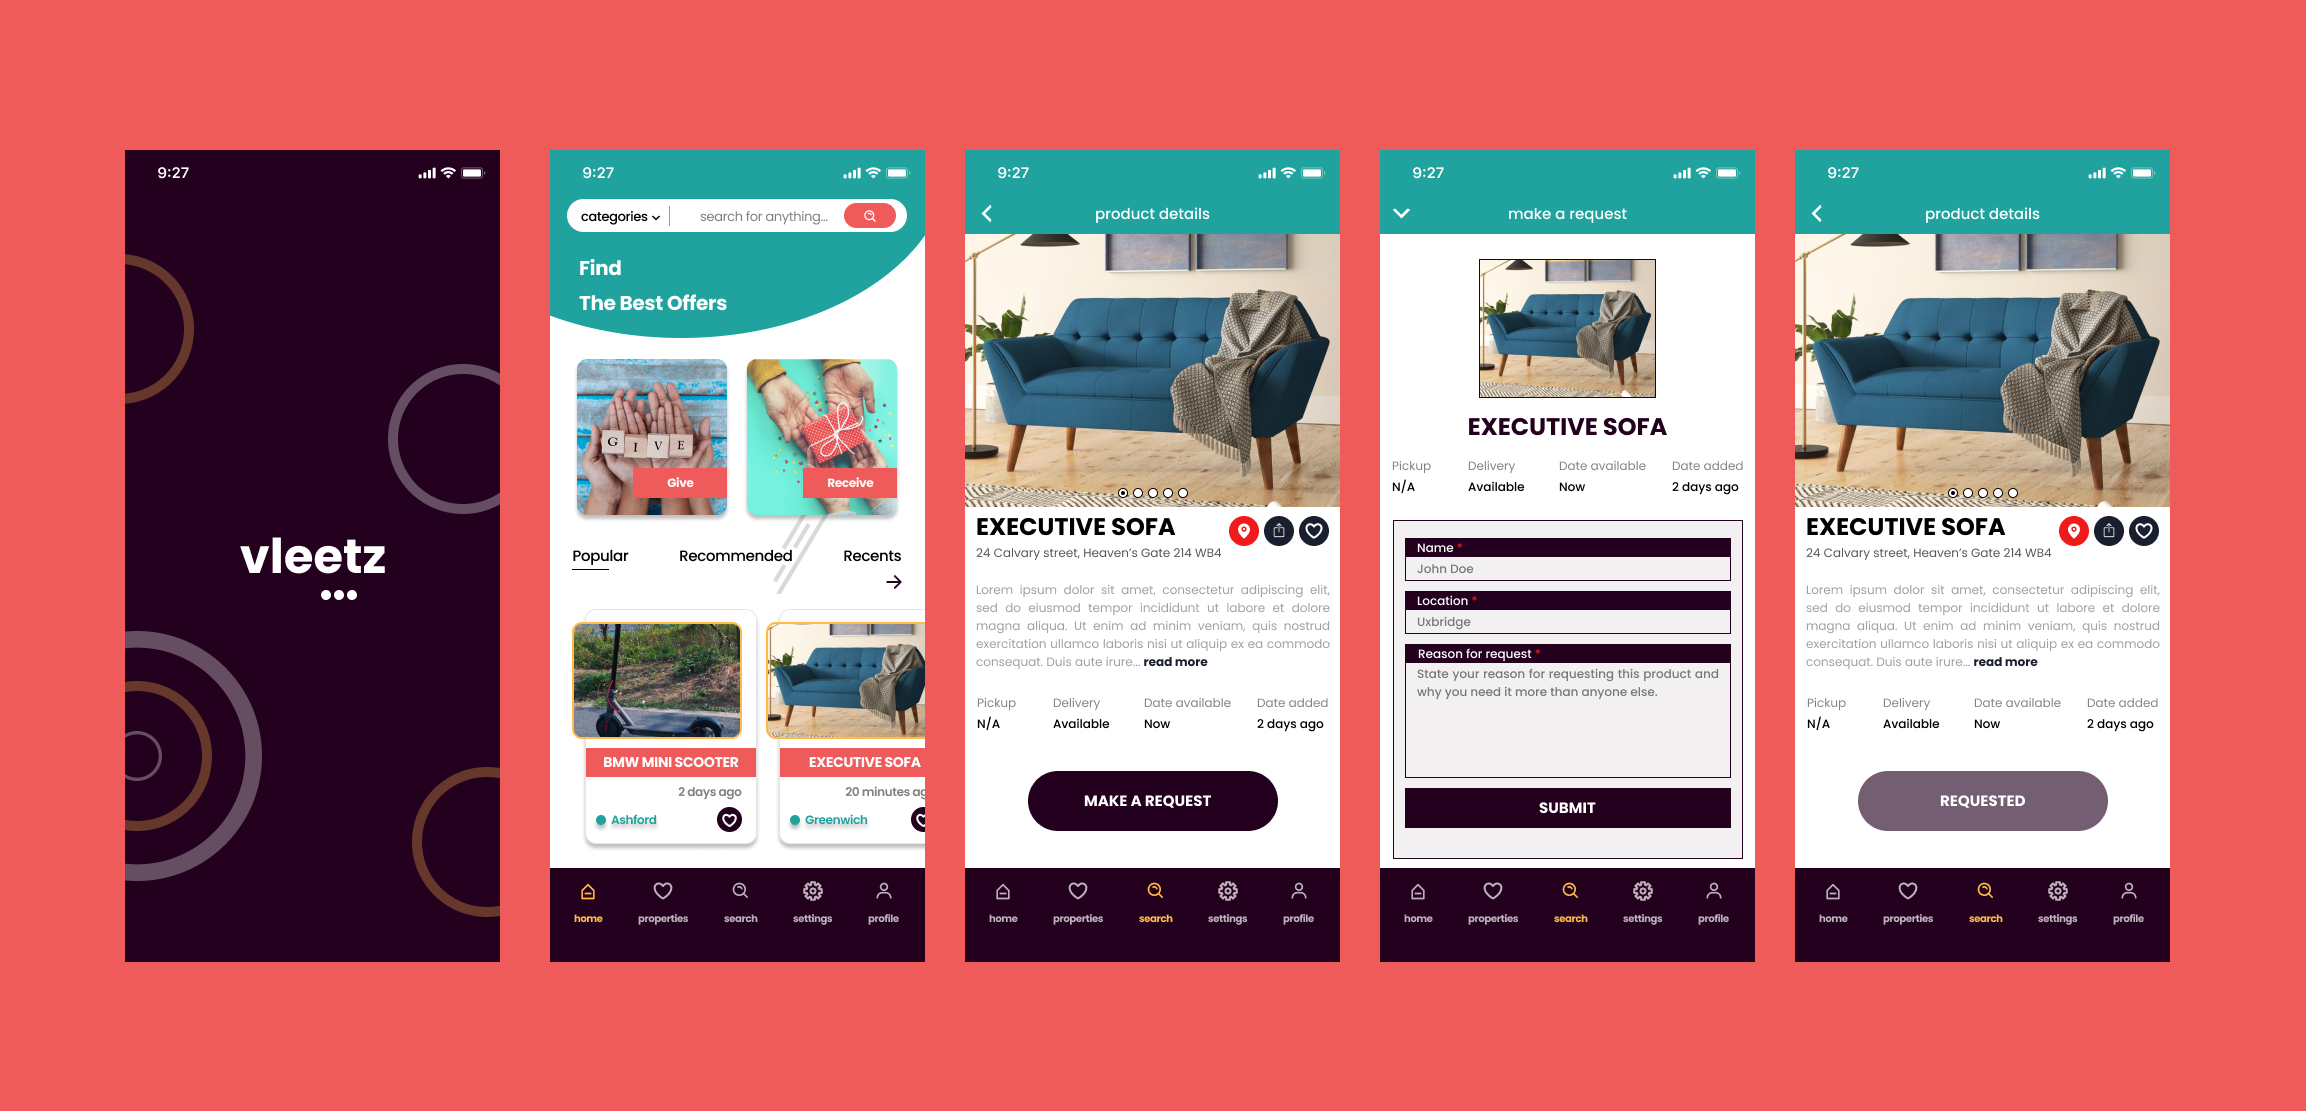 9:27
vleetz
9:27
categories
search for anything...
Find
The Best Offers
G I V E
Give
Receive
Popular
Recommended
Recents
BMW MINI SCOOTER
2 days ago
Ashford
EXECUTIVE SOFA
20 minutes ag
Greenwich
home
properties
search
settings
profile
9:27
product details
EXECUTIVE SOFA
24 Calvary street, Heaven's Gate 214 WB4
Lorem ipsum dolor sit amet, consectetur adipiscing elit,
sed do eiusmod tempor incididunt ut labore et dolore
magna aliqua. Ut enim ad minim veniam, quis nostrud
exercitation ullamco laboris nisi ut aliquip ex ea commodo
consequat. Duis aute irure... read more
Pickup
N/A
Delivery
Available
Date available
Now
Date added
2 days ago
MAKE A REQUEST
home
properties
search
settings
profile
9:27
make a request
EXECUTIVE SOFA
Pickup
N/A
Delivery
Available
Date available
Now
Date added
2 days ago
Name *
John Doe
Location *
Uxbridge
Reason for request *
State your reason for requesting this product and
why you need it more than anyone else.
SUBMIT
home
properties
search
settings
profile
9:27
product details
EXECUTIVE SOFA
24 Calvary street, Heaven's Gate 214 WB4
Lorem ipsum dolor sit amet, consectetur adipiscing elit,
sed do eiusmod tempor incididunt ut labore et dolore
magna aliqua. Ut enim ad minim veniam, quis nostrud
exercitation ullamco laboris nisi ut aliquip ex ea commodo
consequat. Duis aute irure... read more
Pickup
N/A
Delivery
Available
Date available
Now
Date added
2 days ago
REQUESTED
home
properties
search
settings
profile